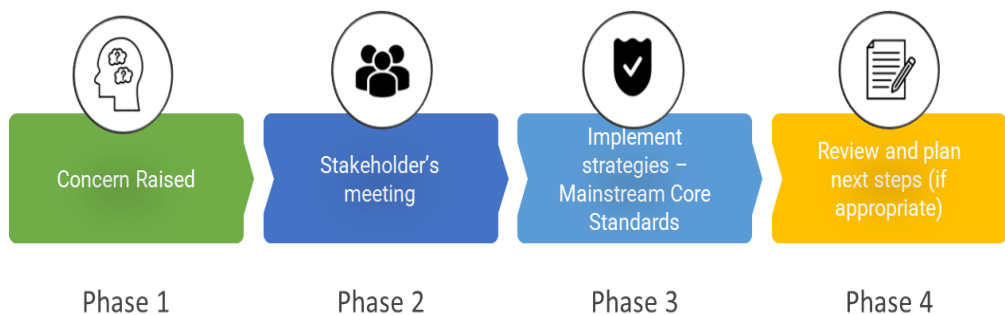 Concern Raised
Stakeholder's
meeting
Implement
strategies –
Mainstream Core
Standards
Review and plan
next steps (if
appropriate)
Phase 1
Phase 2
Phase 3
Phase 4